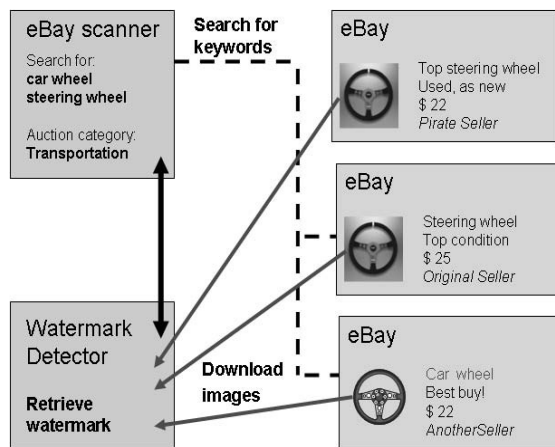 eBay scanner
Search for:
car wheel
steering wheel
Auction category:
Transportation
Search for
keywords
eBay
Top steering wheel
Used, as new
$ 22
Pirate Seller
eBay
Steering wheel
Top condition
$ 25
Original Seller
Watermark
Detector
Retrieve
watermark
Download
images
eBay
Car wheel
Best buy!
$ 22
AnotherSeller